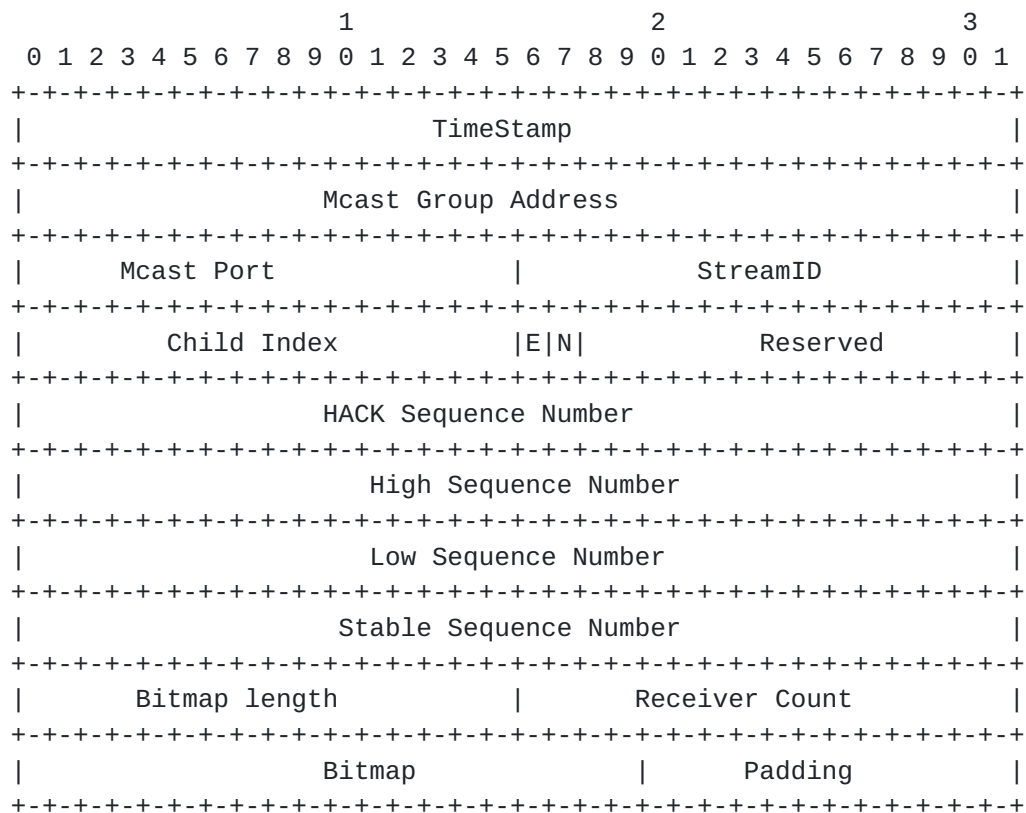 1                   2                   3
 0 1 2 3 4 5 6 7 8 9 0 1 2 3 4 5 6 7 8 9 0 1 2 3 4 5 6 7 8 9 0 1
+-+-+-+-+-+-+-+-+-+-+-+-+-+-+-+-+-+-+-+-+-+-+-+-+-+-+-+-+-+-+-+-+
|                          TimeStamp                            |
+-+-+-+-+-+-+-+-+-+-+-+-+-+-+-+-+-+-+-+-+-+-+-+-+-+-+-+-+-+-+-+-+
|                   Mcast Group Address                         |
+-+-+-+-+-+-+-+-+-+-+-+-+-+-+-+-+-+-+-+-+-+-+-+-+-+-+-+-+-+-+-+-+
|      Mcast Port               |           StreamID            |
+-+-+-+-+-+-+-+-+-+-+-+-+-+-+-+-+-+-+-+-+-+-+-+-+-+-+-+-+-+-+-+-+
|         Child Index           |E|N|           Reserved        |
+-+-+-+-+-+-+-+-+-+-+-+-+-+-+-+-+-+-+-+-+-+-+-+-+-+-+-+-+-+-+-+-+
|                   HACK Sequence Number                        |
+-+-+-+-+-+-+-+-+-+-+-+-+-+-+-+-+-+-+-+-+-+-+-+-+-+-+-+-+-+-+-+-+
|                      High Sequence Number                     |
+-+-+-+-+-+-+-+-+-+-+-+-+-+-+-+-+-+-+-+-+-+-+-+-+-+-+-+-+-+-+-+-+
|                      Low Sequence Number                      |
+-+-+-+-+-+-+-+-+-+-+-+-+-+-+-+-+-+-+-+-+-+-+-+-+-+-+-+-+-+-+-+-+
|                    Stable Sequence Number                     |
+-+-+-+-+-+-+-+-+-+-+-+-+-+-+-+-+-+-+-+-+-+-+-+-+-+-+-+-+-+-+-+-+
|       Bitmap length           |       Receiver Count          |
+-+-+-+-+-+-+-+-+-+-+-+-+-+-+-+-+-+-+-+-+-+-+-+-+-+-+-+-+-+-+-+-+
|                   Bitmap              |      Padding          |
+-+-+-+-+-+-+-+-+-+-+-+-+-+-+-+-+-+-+-+-+-+-+-+-+-+-+-+-+-+-+-+-+